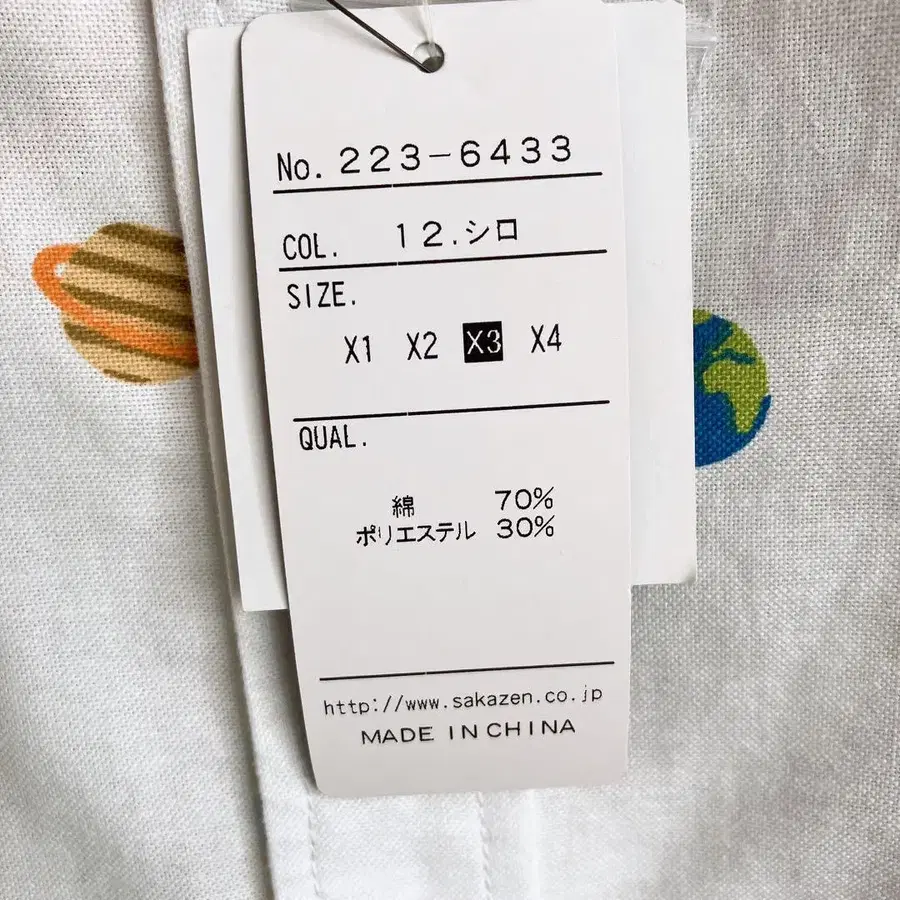 No. 223-6433
COL. 12.シロ
SIZE.
X1 X2 X3 X4
QUAL.
綿 70%
ポリエステル 30%
http://www.sakazen.co.jp
MADE IN CHINA